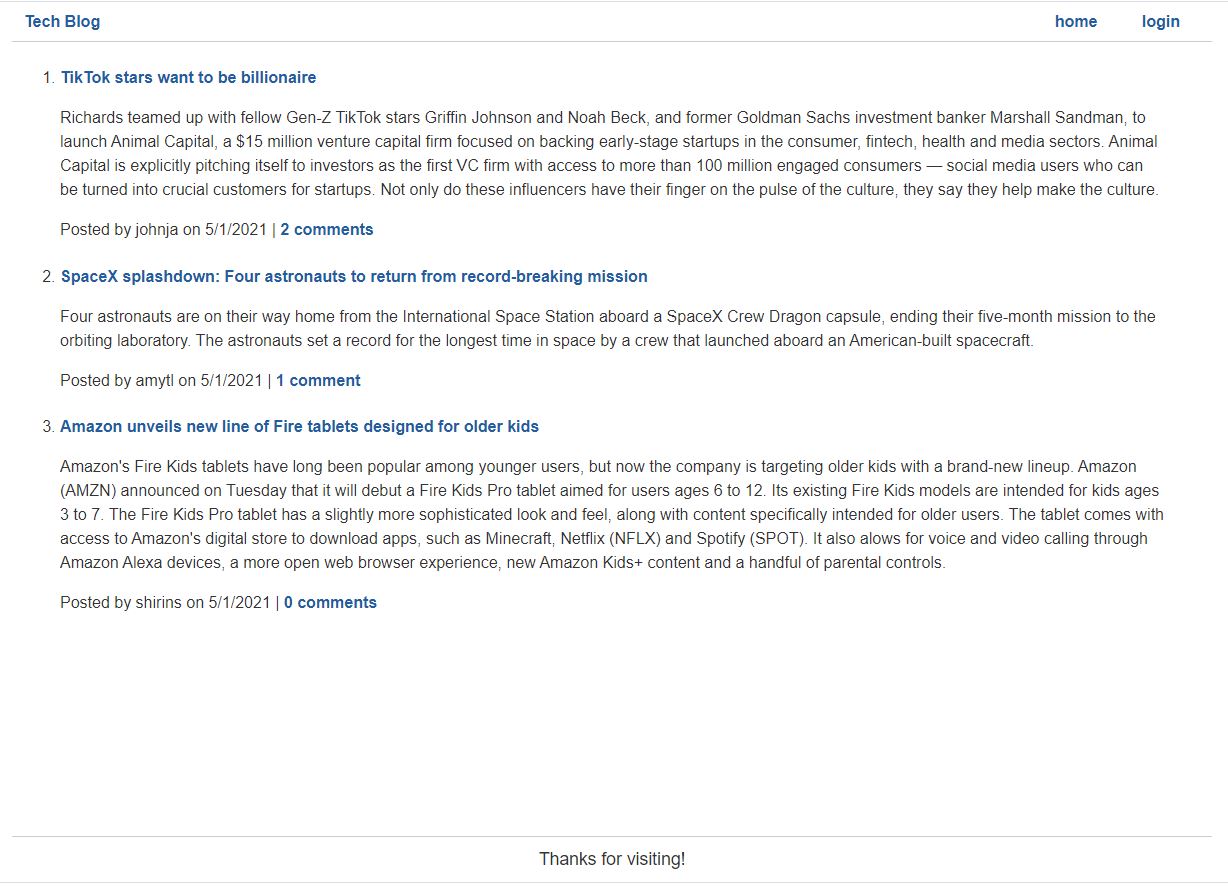 Tech Blog home login
1. TikTok stars want to be billionaire
Richards teamed up with fellow Gen-Z TikTok stars Griffin Johnson and Noah Beck, and former Goldman Sachs investment banker Marshall Sandman, to
launch Animal Capital, a $15 million venture capital firm focused on backing early-stage startups in the consumer, fintech, health and media sectors. Animal
Capital is explicitly pitching itself to investors as the first VC firm with access to more than 100 million engaged consumers — social media users who can
be turned into crucial customers for startups. Not only do these influencers have their finger on the pulse of the culture, they say they help make the culture.
Posted by johnja on 5/1/2021 | 2 comments
2. SpaceX splashdown: Four astronauts to return from record-breaking mission
Four astronauts are on their way home from the International Space Station aboard a SpaceX Crew Dragon capsule, ending their five-month mission to the
orbiting laboratory. The astronauts set a record for the longest time in space by a crew that launched aboard an American-built spacecraft.
Posted by amytl on 5/1/2021 | 1 comment
3. Amazon unveils new line of Fire tablets designed for older kids
Amazon's Fire Kids tablets have long been popular among younger users, but now the company is targeting older kids with a brand-new lineup. Amazon
(AMZN) announced on Tuesday that it will debut a Fire Kids Pro tablet aimed for users ages 6 to 12. Its existing Fire Kids models are intended for kids ages
3 to 7. The Fire Kids Pro tablet has a slightly more sophisticated look and feel, along with content specifically intended for older users. The tablet comes with
access to Amazon's digital store to download apps, such as Minecraft, Netflix (NFLX) and Spotify (SPOT). It also alows for voice and video calling through
Amazon Alexa devices, a more open web browser experience, new Amazon Kids+ content and a handful of parental controls.
Posted by shirins on 5/1/2021 | 0 comments
Thanks for visiting!